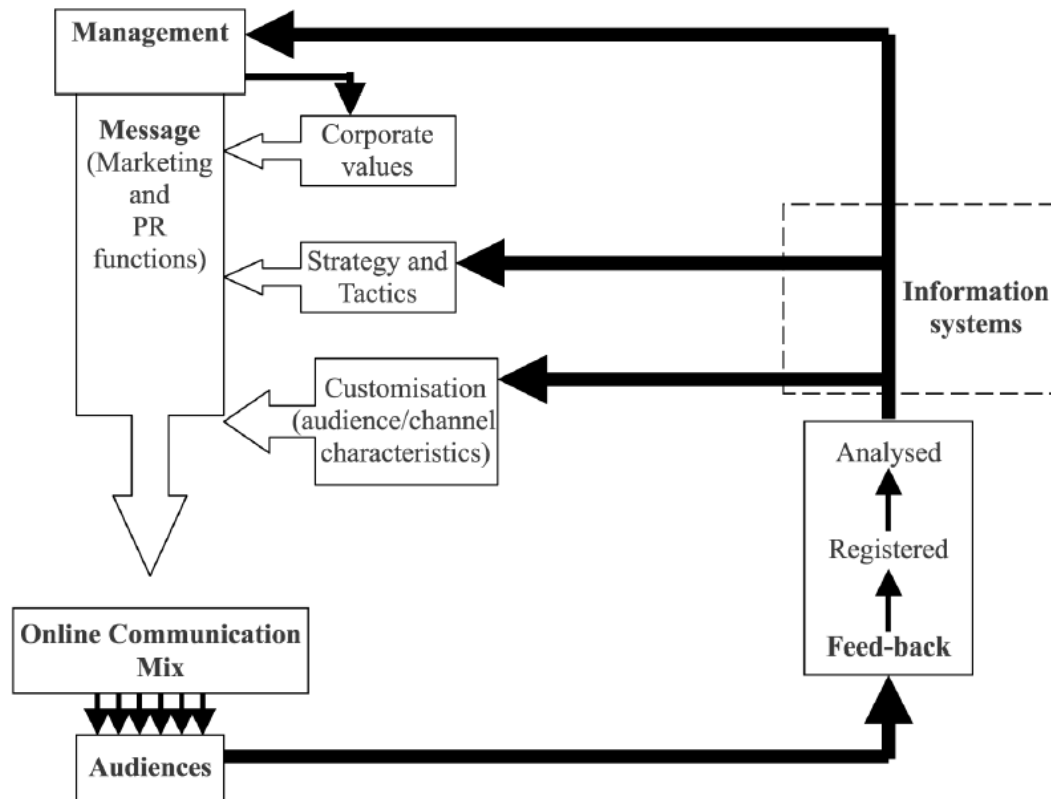 Management
Message
(Marketing
and
PR
functions)
Corporate
values
Strategy and
Tactics
Customisation
(audience/channel
characteristics)
Information
systems
Analysed
Registered
Feed-back
Online Communication
Mix
Audiences